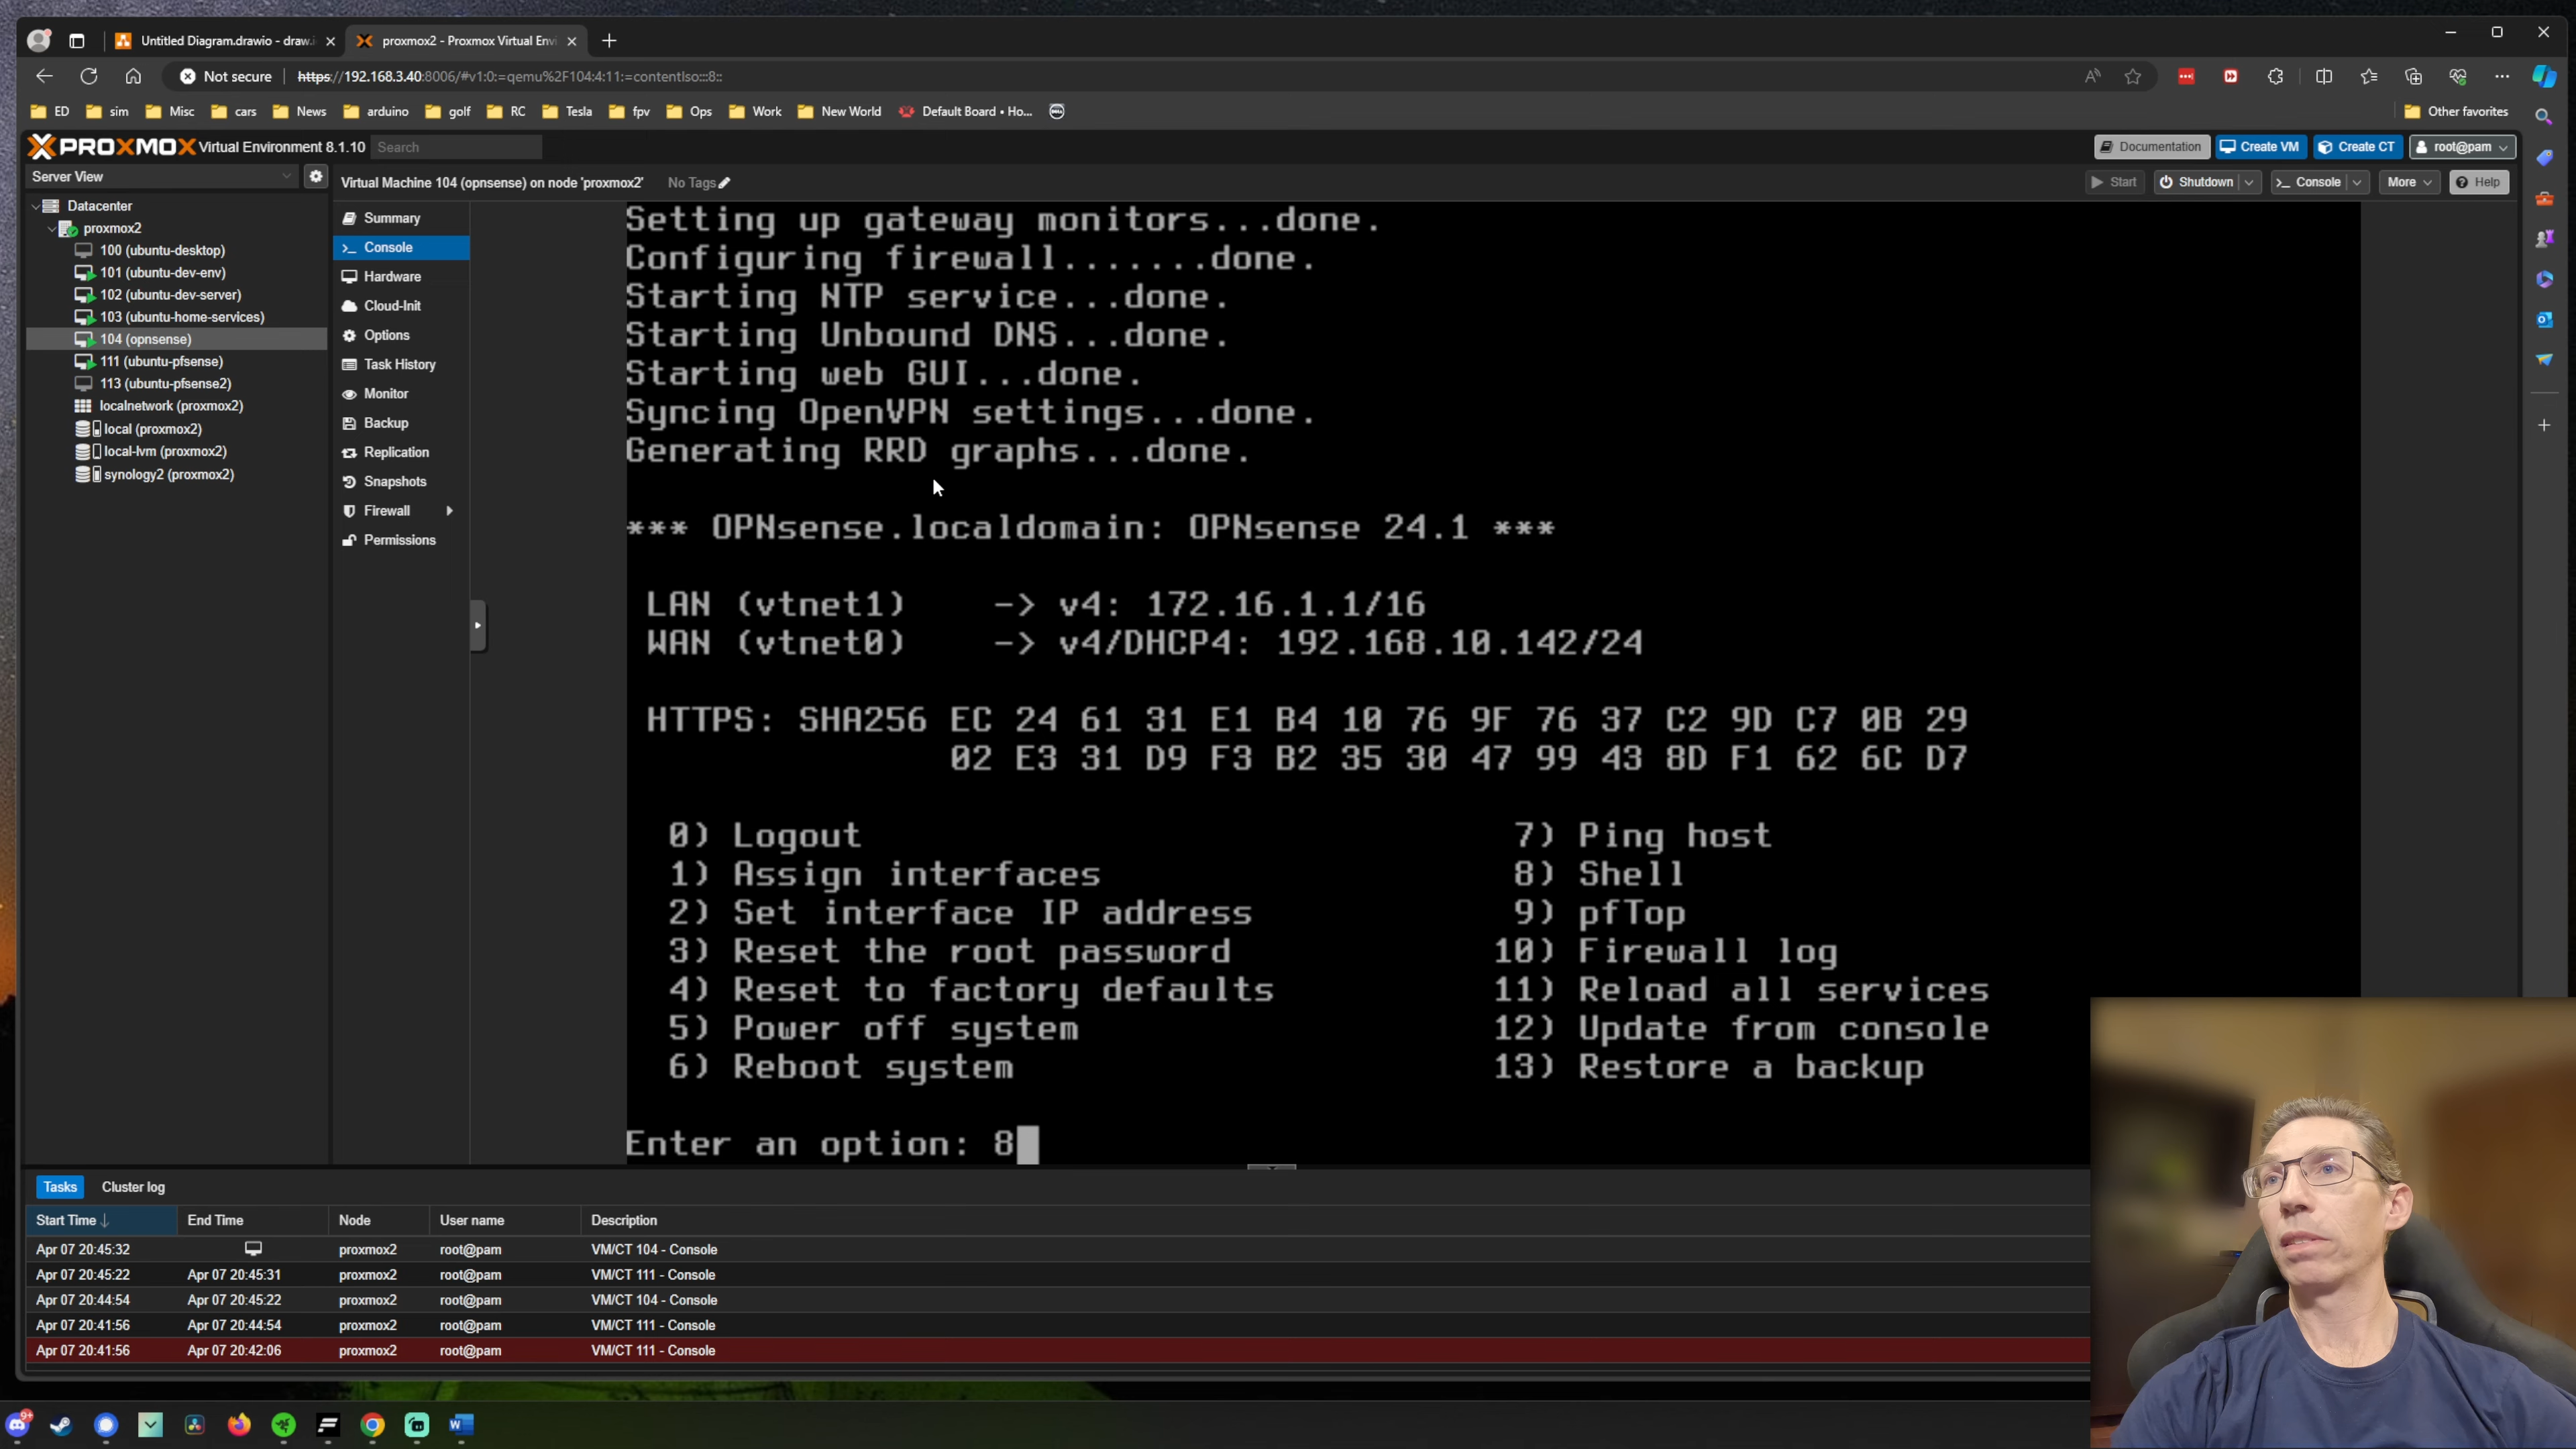 Untitled Diagram.drawio - draw.i
proxmox2 - Proxmox Virtual Envi
Not secure
https://192.168.3.40:8006/#v1:0:=qemu%2F104:4:11:=contentIso:::8::
ED
sim
Misc
cars
News
arduino
golf
RC
Tesla
fpv
Ops
Work
New World
Default Board • Ho...
Other favorites
PROXMOX Virtual Environment 8.1.10
Search
Documentation
Create VM
Create CT
root@pam
Server View
Virtual Machine 104 (opnsense) on node 'proxmox2'
No Tags
Start
Shutdown
Console
More
Help
Datacenter
proxmox2
100 (ubuntu-desktop)
101 (ubuntu-dev-env)
102 (ubuntu-dev-server)
103 (ubuntu-home-services)
104 (opnsense)
111 (ubuntu-pfsense)
113 (ubuntu-pfsense2)
localnetwork (proxmox2)
local (proxmox2)
local-lvm (proxmox2)
synology2 (proxmox2)
Summary
Console
Hardware
Cloud-Init
Options
Task History
Monitor
Backup
Replication
Snapshots
Firewall
Permissions
Setting up gateway monitors...done.
Configuring firewall.......done.
Starting NTP service...done.
Starting Unbound DNS...done.
Starting web GUI...done.
Syncing OpenVPN settings...done.
Generating RRD graphs...done.
*** OPNsense.localdomain: OPNsense 24.1 ***
LAN (vtnet1) -> v4: 172.16.1.1/16
WAN (vtnet0) -> v4/DHCP4: 192.168.10.142/24
HTTPS: SHA256 EC 24 61 31 E1 B4 10 76 9F 76 37 C2 9D C7 0B 29
02 E3 31 D9 F3 B2 35 30 47 99 43 8D F1 62 6C D7
0) Logout 7) Ping host
1) Assign interfaces 8) Shell
2) Set interface IP address 9) pfTop
3) Reset the root password 10) Firewall log
4) Reset to factory defaults 11) Reload all services
5) Power off system 12) Update from console
6) Reboot system 13) Restore a backup
Enter an option: 8
Tasks
Cluster log
Start Time End Time Node User name Description
Apr 07 20:45:32 proxmox2 root@pam VM/CT 104 - Console
Apr 07 20:45:22 Apr 07 20:45:31 proxmox2 root@pam VM/CT 111 - Console
Apr 07 20:44:54 Apr 07 20:45:22 proxmox2 root@pam VM/CT 104 - Console
Apr 07 20:41:56 Apr 07 20:44:54 proxmox2 root@pam VM/CT 111 - Console
Apr 07 20:41:56 Apr 07 20:42:06 proxmox2 root@pam VM/CT 111 - Console